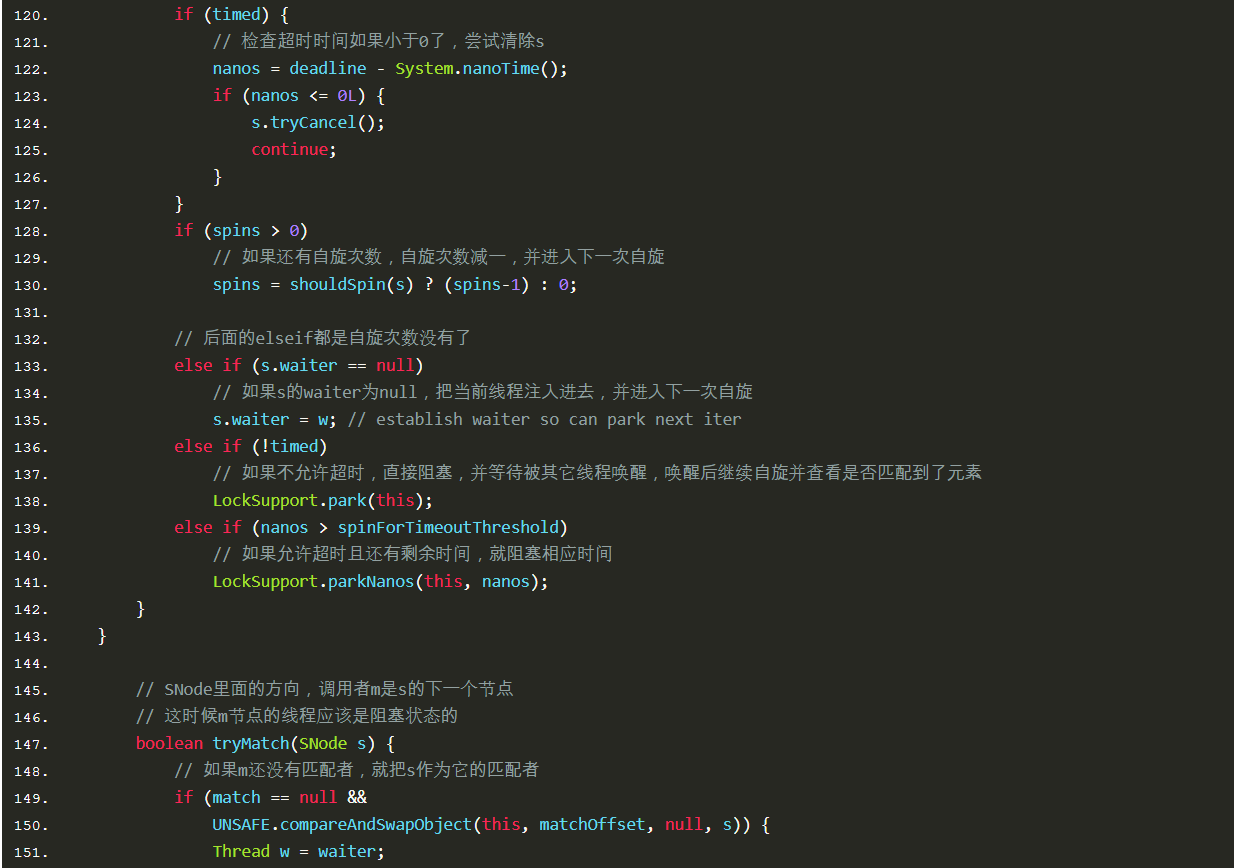 120. if (timed) {
121. // 检查超时时间如果小于0了，尝试清除s
122. nanos = deadline - System.nanoTime();
123. if (nanos <= 0L) {
124. s.tryCancel();
125. continue;
126. }
127. }
128. if (spins > 0)
129. // 如果还有自旋次数，自旋次数减一，并进入下一次自旋
130. spins = shouldSpin(s) ? (spins-1) : 0;
131.
132. // 后面的elseif都是自旋次数没有了
133. else if (s.waiter == null)
134. // 如果s的waiter为null，把当前线程注入进去，并进入下一次自旋
135. s.waiter = w; // establish waiter so can park next iter
136. else if (!timed)
137. // 如果不允许超时，直接阻塞，并等待被其它线程唤醒，唤醒后继续自旋并查看是否匹配到了元素
138. LockSupport.park(this);
139. else if (nanos > spinForTimeoutThreshold)
140. // 如果允许超时且还有剩余时间，就阻塞相应时间
141. LockSupport.parkNanos(this, nanos);
142. }
143. }
144.
145. // SNode里面的方向，调用者m是s的下一个节点
146. // 这时候m节点的线程应该是阻塞状态的
147. boolean tryMatch(SNode s) {
148. // 如果m还没有匹配者，就把s作为它的匹配者
149. if (match == null &&
150. UNSAFE.compareAndSwapObject(this, matchOffset, null, s)) {
151. Thread w = waiter;